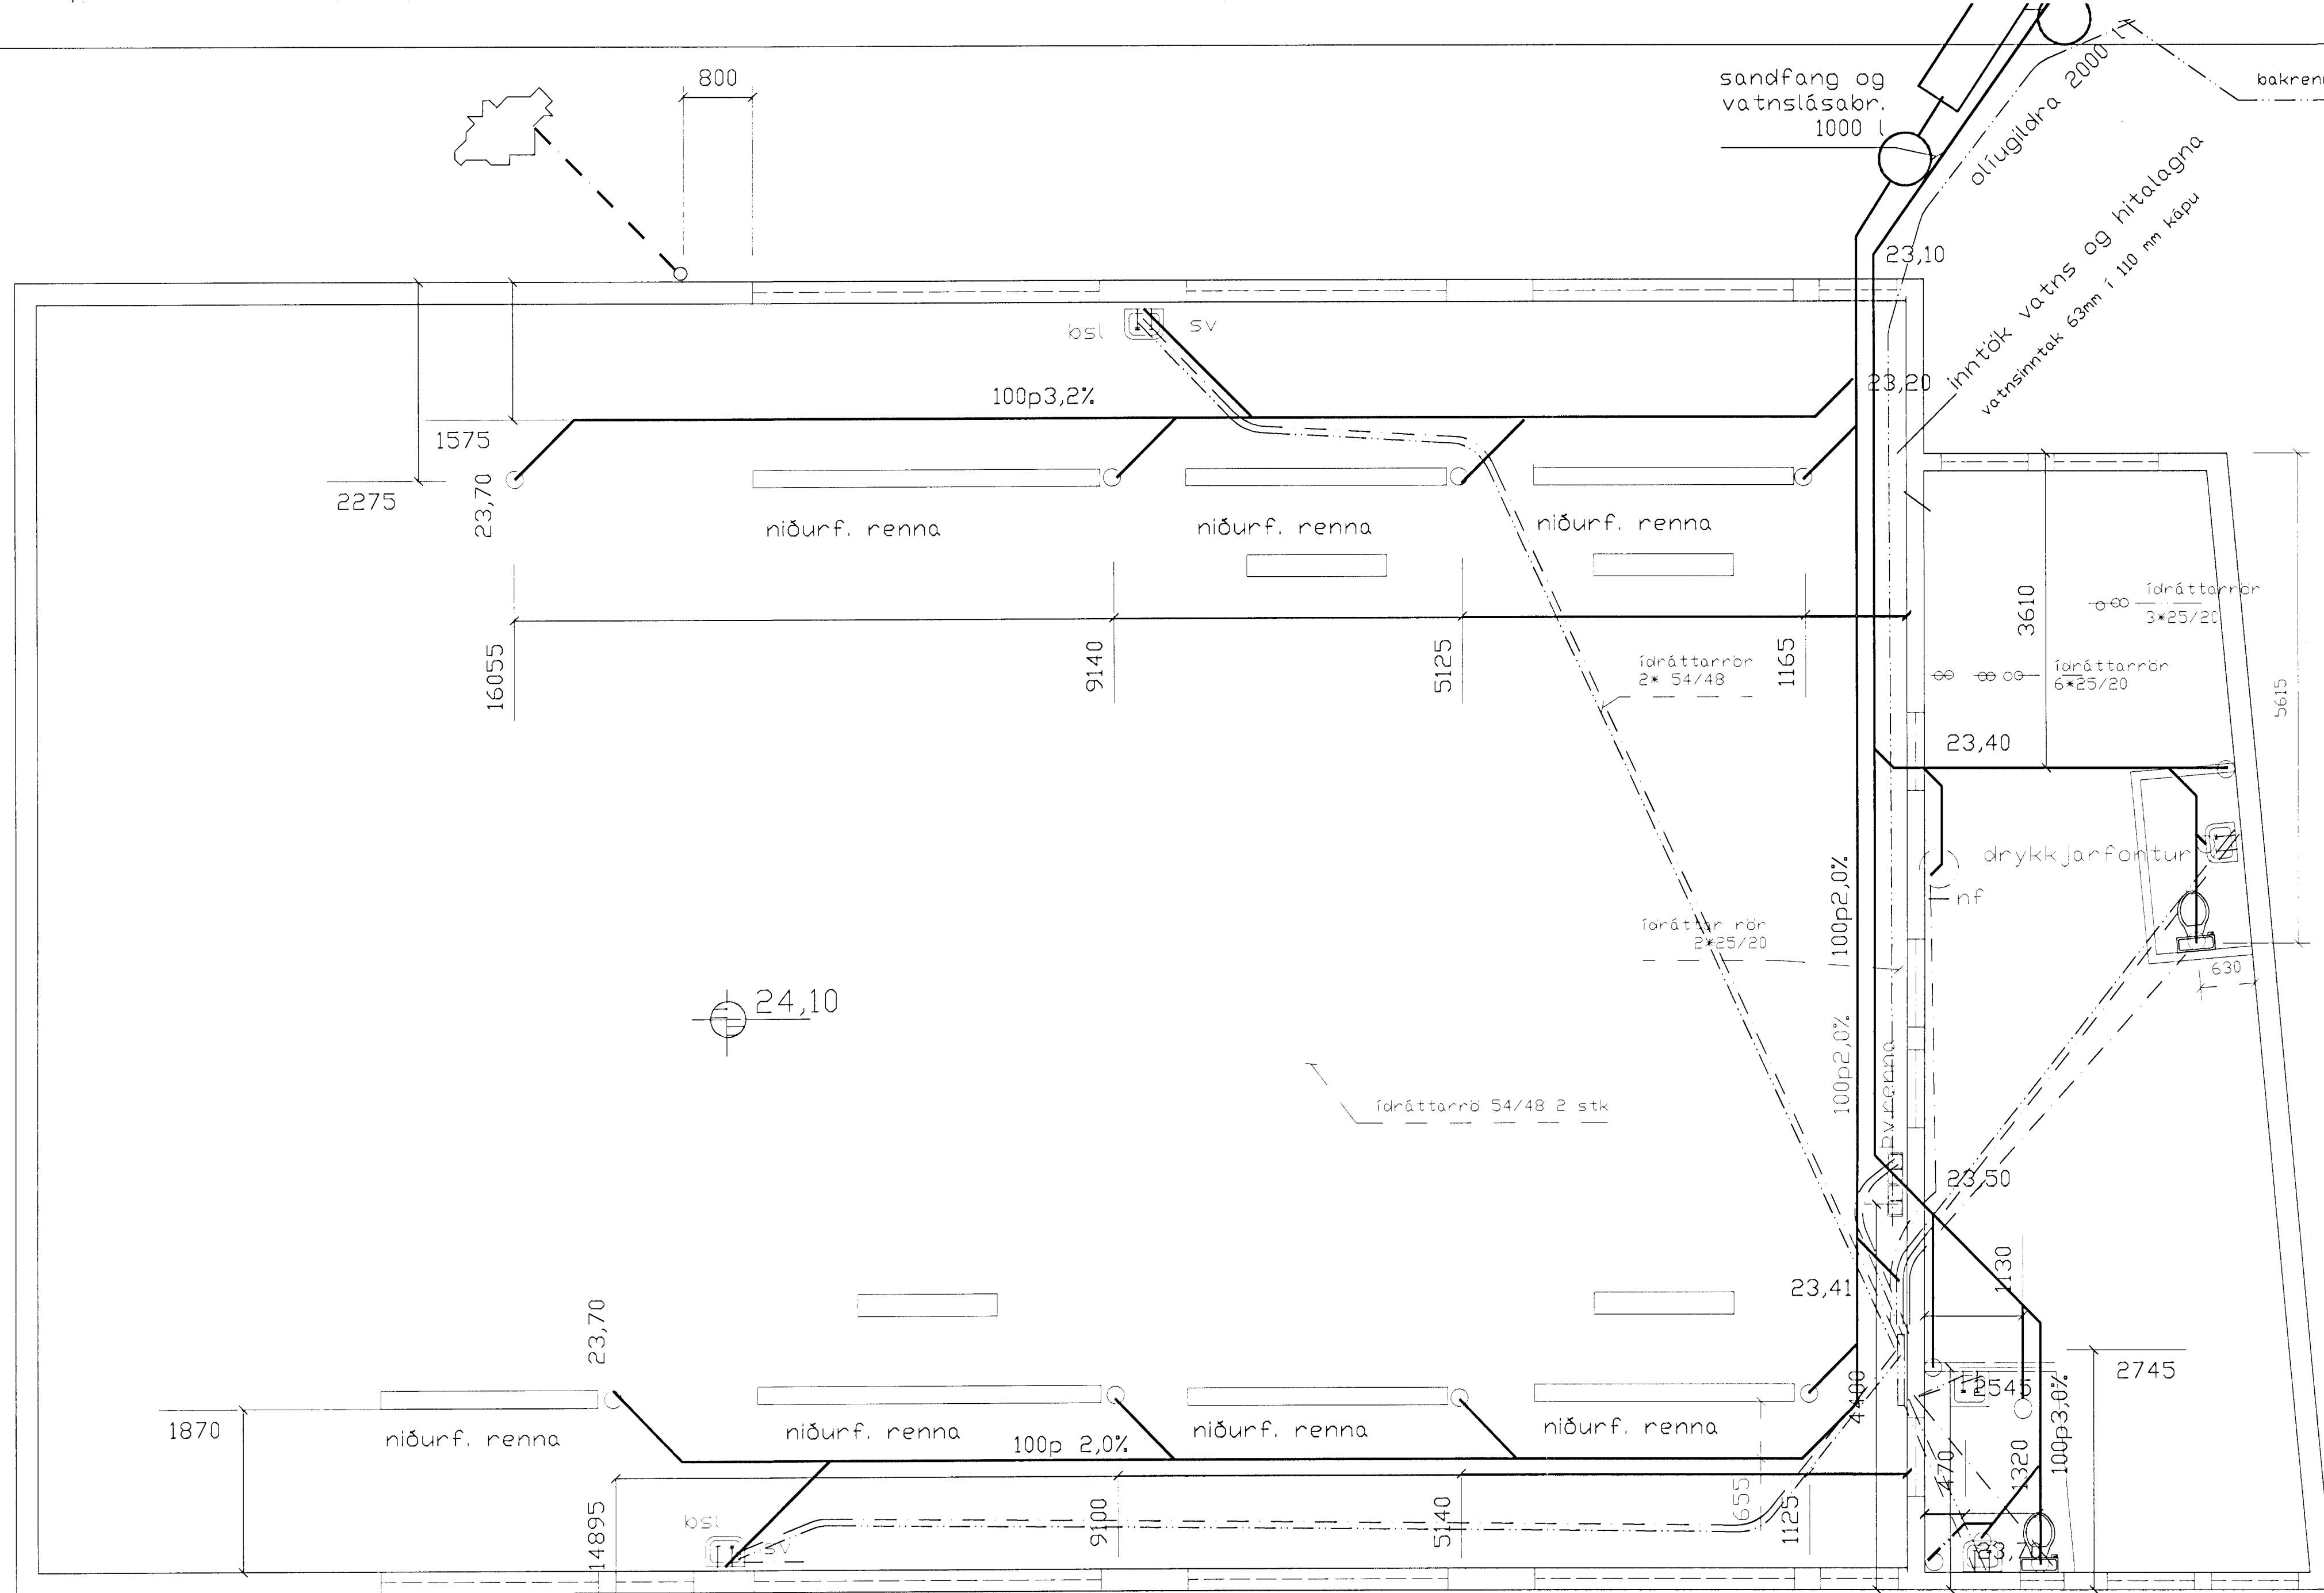 800
sandfang og
vatnslásabr.
1000 l
olíugildra 2000 l
inntök vatns og hitalagna
vatnsinntak 63mm í 110 mm kápu
23,10
bsl
sv
100p3,2%
23,20
1575
2275
23,70
niðurf. renna
niðurf. renna
niðurf. renna
16055
9140
5125
1165
ídráttarrör
2* 54/48
3610
ídráttarrör
3*25/20
ídráttarrör
6*25/20
5615
23,40
drykkjarfontur
nf
630
100p2,0%
ídráttar rör
2*25/20
24,10
100p2,0%
ídráttarrö 54/48 2 stk
23,50
1130
23,41
23,70
2745
2545
4400
100p3,0%
1870
niðurf. renna
niðurf. renna
niðurf. renna
niðurf. renna
100p 2,0%
470
1320
14895
9100
5140
655
1125
bsl
sv